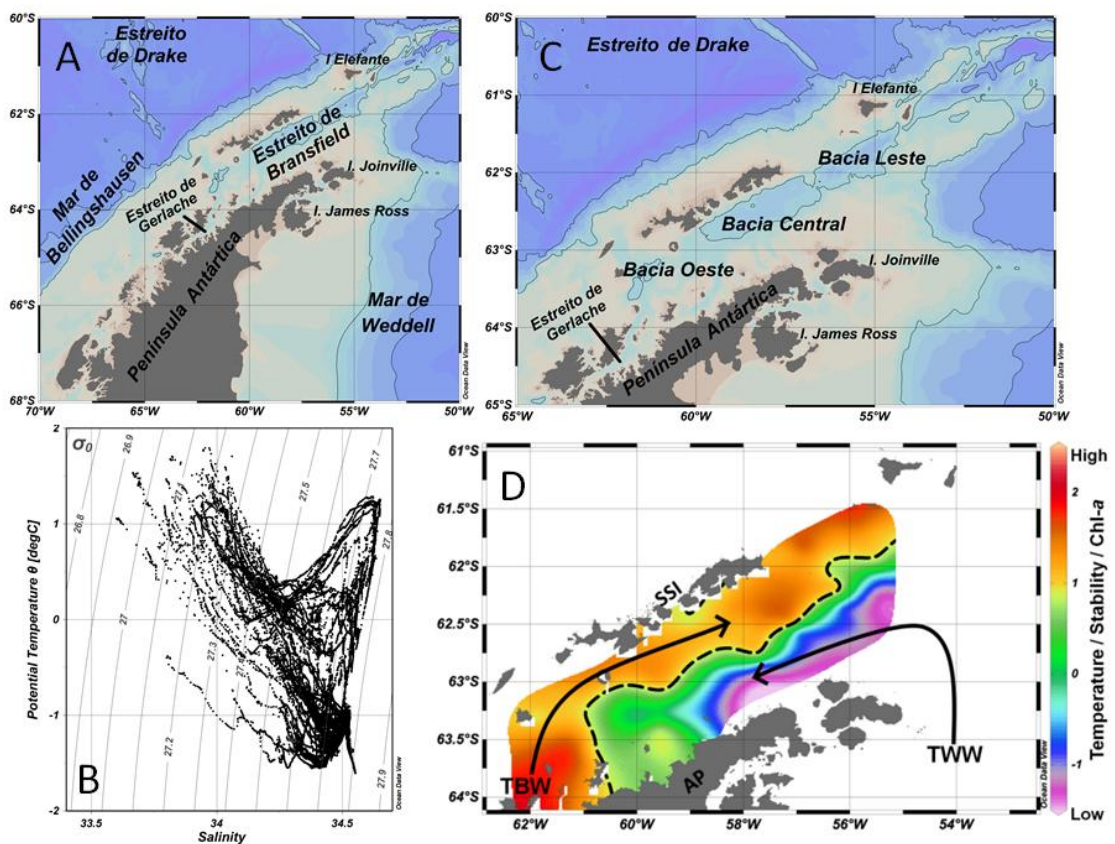 A
Estreito
de Drake
I Elefante
Estreito de
Bransfield
Mar de
Bellingshausen
I. Joinville
Estreito de
Gerlache
I. James Ross
Península Antártica
Mar de
Weddell
60°S
62°S
64°S
66°S
68°S
70°W
65°W
60°W
55°W
50°W
Ocean Data View
C
Estreito de Drake
I Elefante
Bacia Leste
Bacia Central
Bacia Oeste
I. Joinville
Estreito de
Gerlache
Península Antártica
I. James Ross
60°S
61°S
62°S
63°S
64°S
65°S
65°W
60°W
55°W
50°W
Ocean Data View
B
σ0
26.8
26.9
27
27
27.2
27.3
27.5
27.7
27.8
27.9
2
1
0
-1
-2
Potential Temperature θ [degC]
33.5
34
34.5
Salinity
Ocean Data View
D
SSI
TBW
AP
TWW
61°S
61.5°S
62°S
62.5°S
63°S
63.5°S
64°S
62°W
60°W
58°W
56°W
54°W
Ocean Data View
High
2
1
0
-1
Low
Temperature / Stability / Chl-a